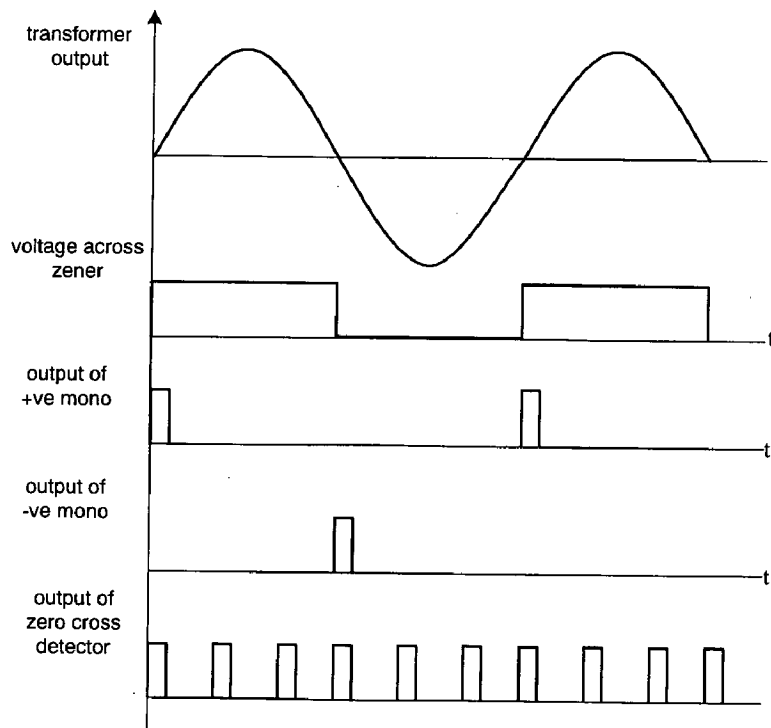 transformer
output
voltage across
zener
t
output of
+ve mono
t
output of
-ve mono
t
output of
zero cross
detector